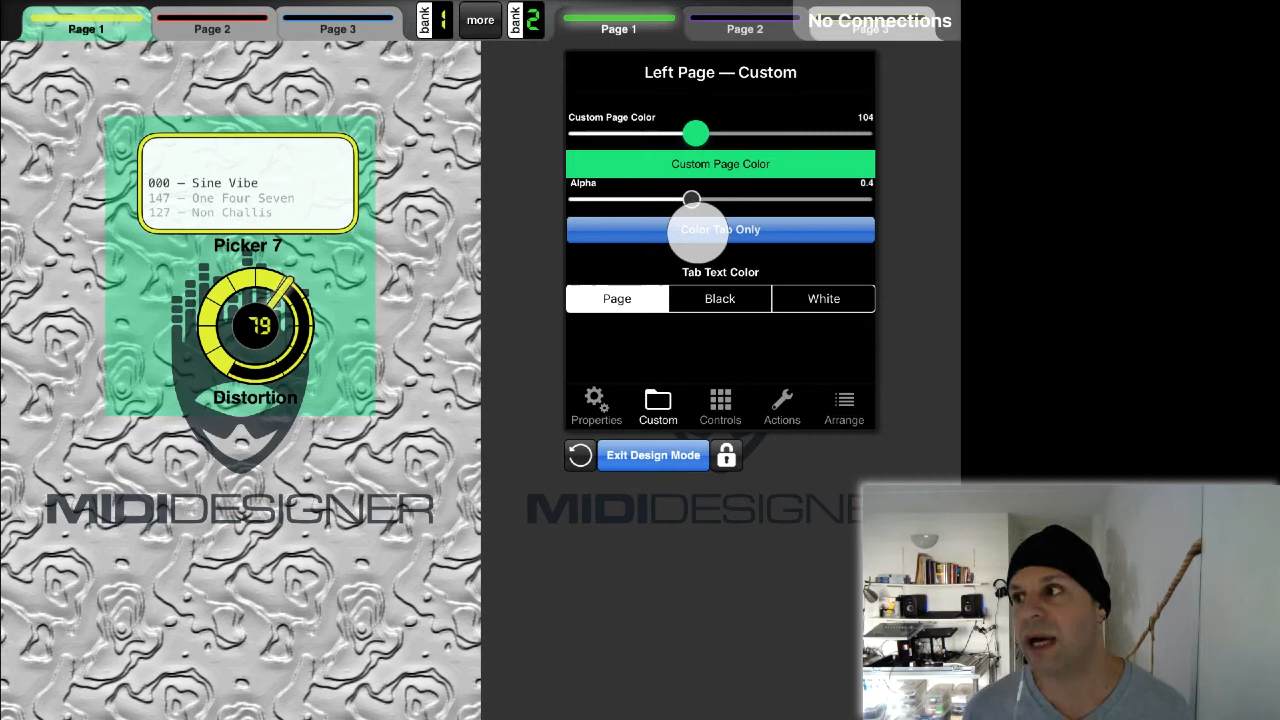 Page 1
Page 2
Page 3
bank
1
more
bank
2
Page 1
Page 2
Page 3
No Connections
Left Page — Custom
Custom Page Color
104
Custom Page Color
Alpha
0.4
Color Tab Only
Tab Text Color
Page
Black
White
Properties
Custom
Controls
Actions
Arrange
Exit Design Mode
000 – Sine Vibe
147 – One Four Seven
127 – Non Challis
Picker 7
79
Distortion
MIDIDESIGNER
MIDIDESIGNE